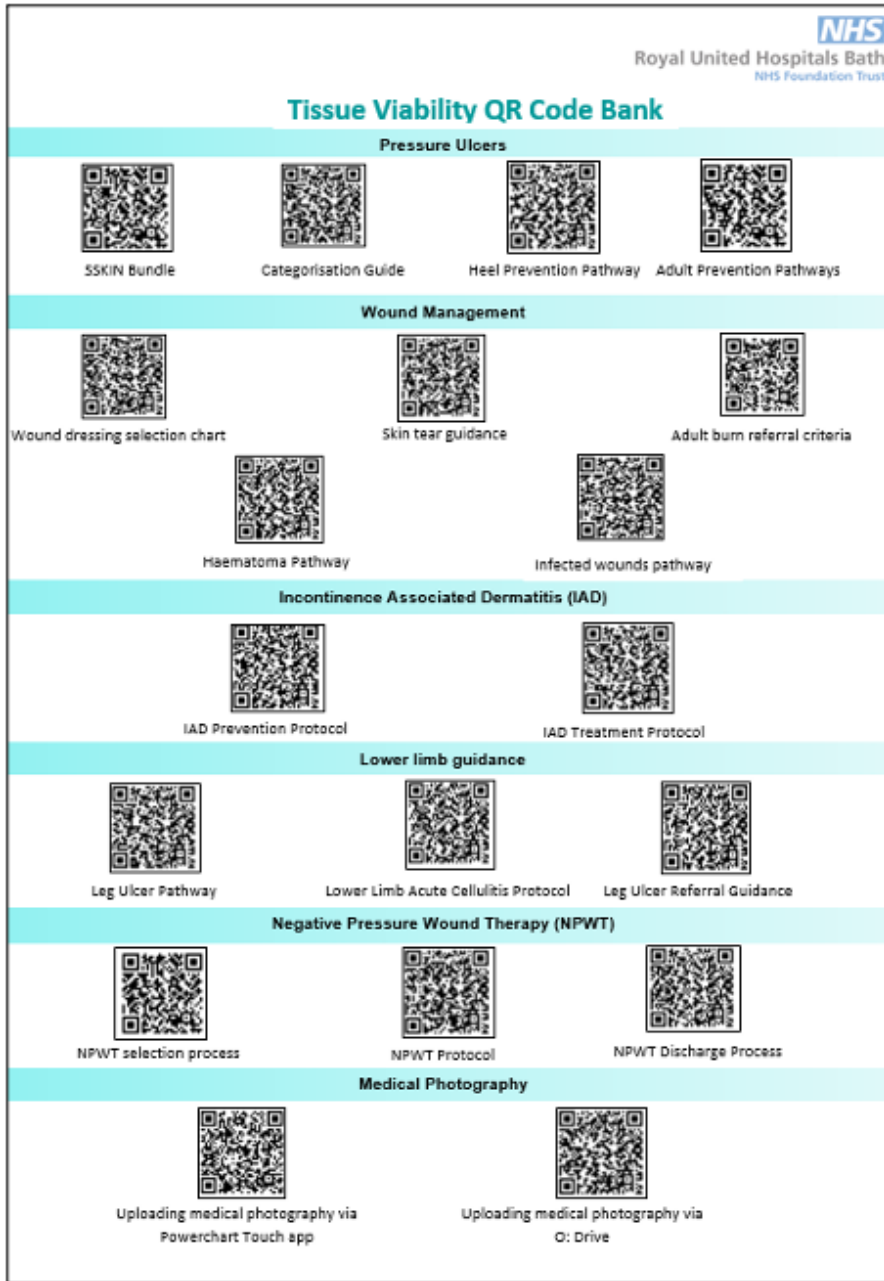 NHS
Royal United Hospitals Bath
NHS Foundation Trust
Tissue Viability QR Code Bank
Pressure Ulcers
SSKIN Bundle
Categorisation Guide
Heel Prevention Pathway
Adult Prevention Pathways
Wound Management
Wound dressing selection chart
Skin tear guidance
Adult burn referral criteria
Haematoma Pathway
Infected wounds pathway
Incontinence Associated Dermatitis (IAD)
IAD Prevention Protocol
IAD Treatment Protocol
Lower limb guidance
Leg Ulcer Pathway
Lower Limb Acute Cellulitis Protocol
Leg Ulcer Referral Guidance
Negative Pressure Wound Therapy (NPWT)
NPWT selection process
NPWT Protocol
NPWT Discharge Process
Medical Photography
Uploading medical photography via
Powerchart Touch app
Uploading medical photography via
O: Drive